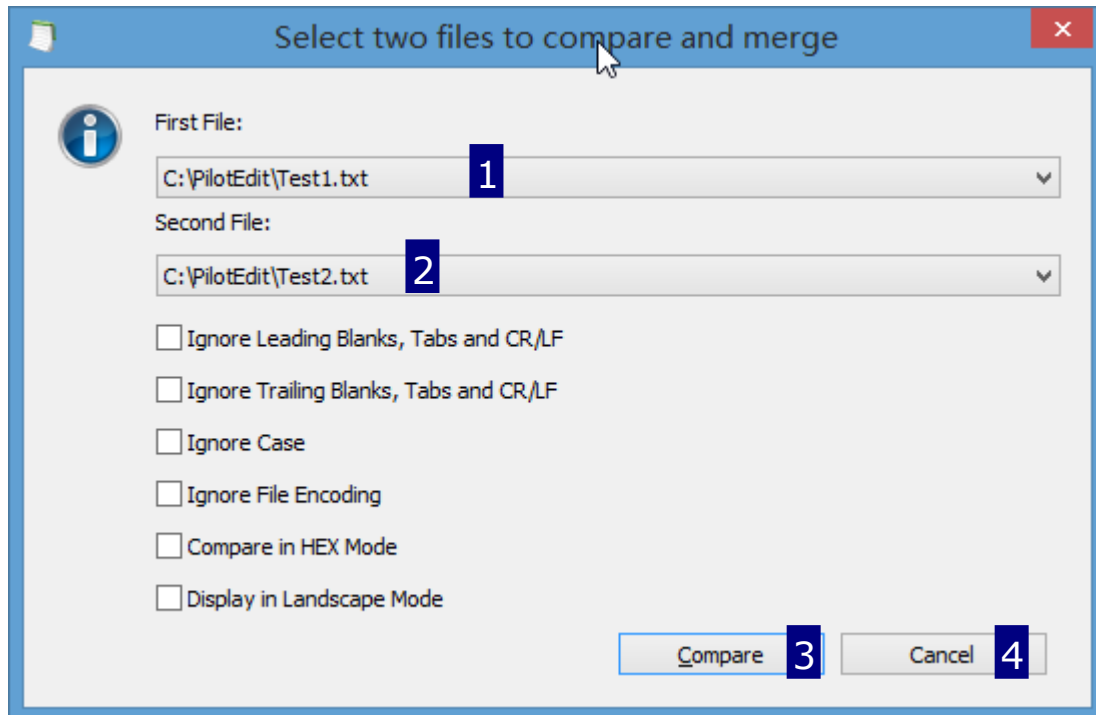 Select two files to compare and merge
First File:
C:\PilotEdit\Test1.txt 1
Second File:
C:\PilotEdit\Test2.txt 2
Ignore Leading Blanks, Tabs and CR/LF
Ignore Trailing Blanks, Tabs and CR/LF
Ignore Case
Ignore File Encoding
Compare in HEX Mode
Display in Landscape Mode
Compare 3 Cancel 4